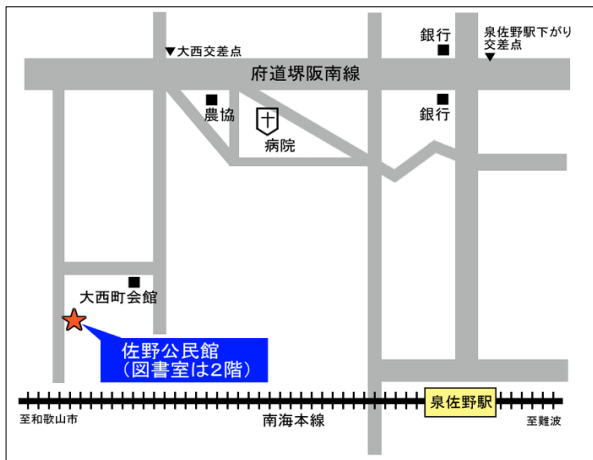 泉佐野駅下がり
交差点
銀行
▼大西交差点
府道堺阪南線
農協
銀行
病院
大西町会館
佐野公民館
(図書室は2階)
泉佐野駅
至和歌山市
南海本線
至難波